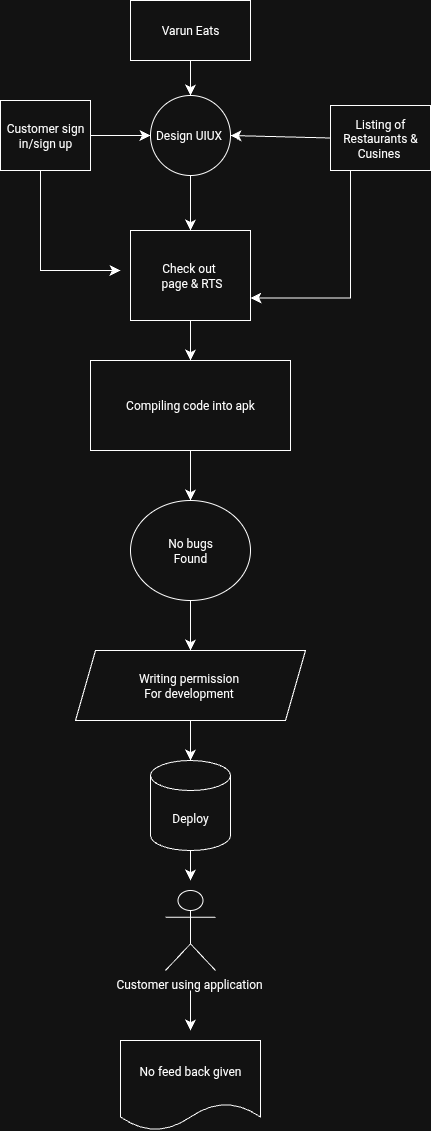 Varun Eats
Customer sign
in/sign up
Design UIUX
Listing of
Restaurants &
Cusines
Check out
page & RTS
Compiling code into apk
No bugs
Found
Writing permission
For development
Deploy
Customer using application
No feed back given